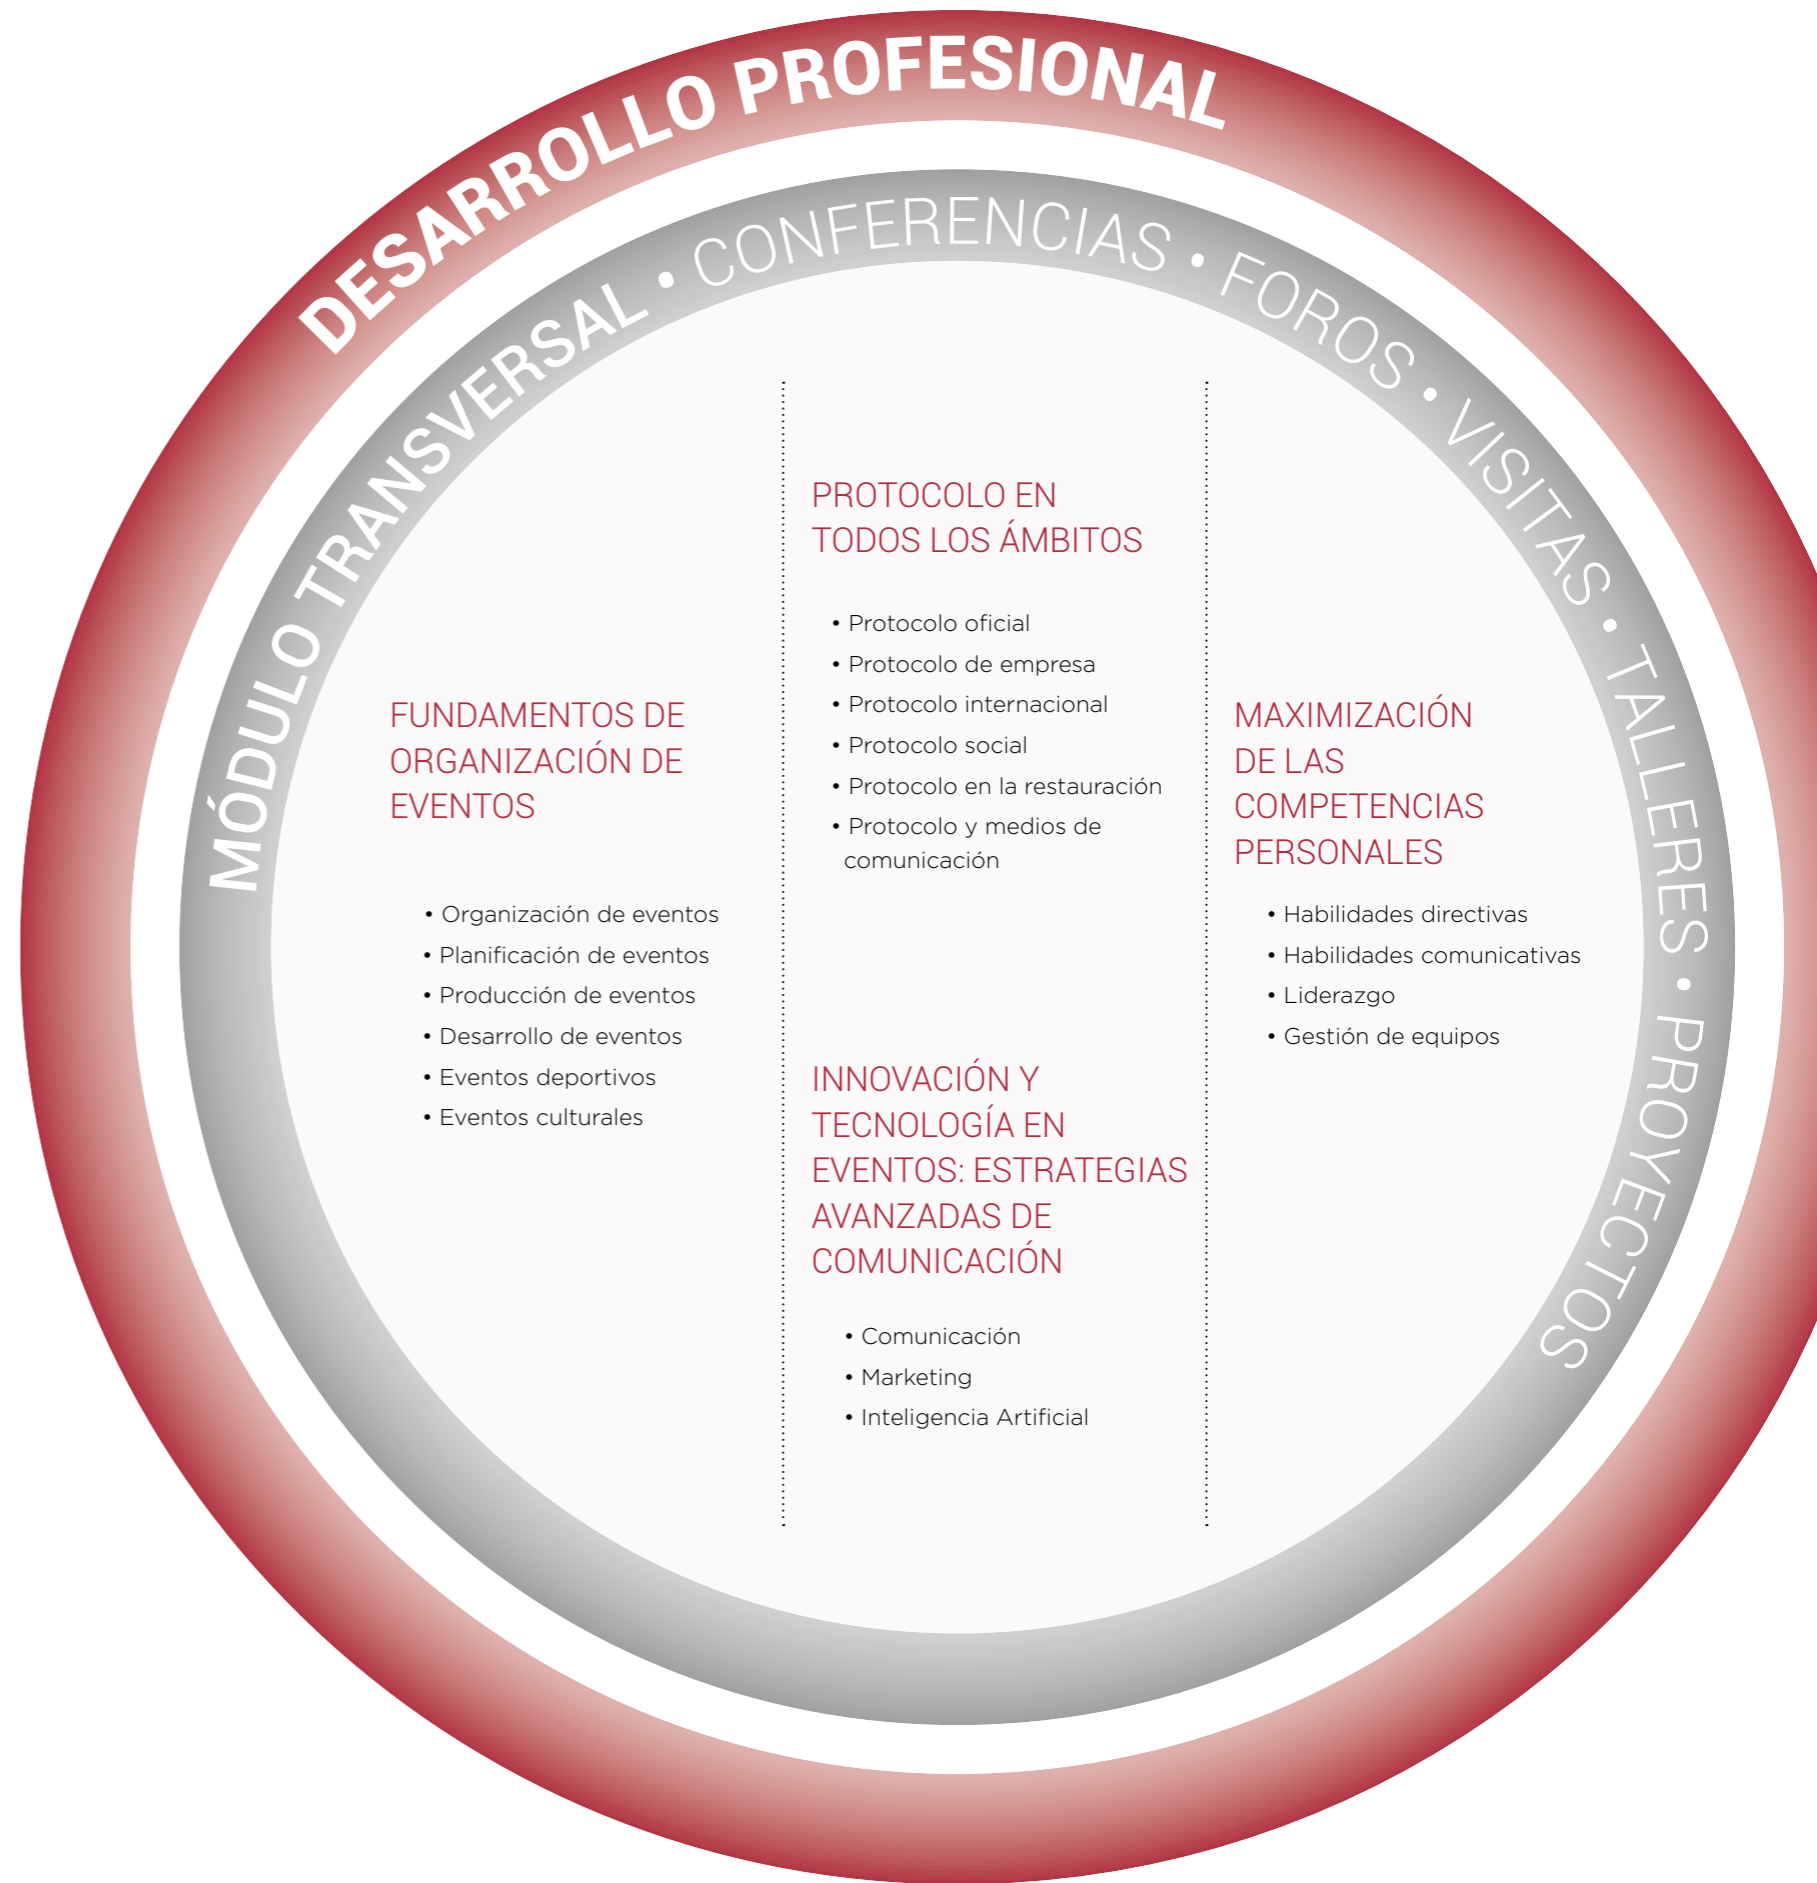 DESARROLLO PROFESIONAL
MÓDULO TRANSVERSAL • CONFERENCIAS • FOROS • VISITAS • TALLERES • PROYECTOS
FUNDAMENTOS DE
ORGANIZACIÓN DE
EVENTOS
• Organización de eventos
• Planificación de eventos
• Producción de eventos
• Desarrollo de eventos
• Eventos deportivos
• Eventos culturales
PROTOCOLO EN
TODOS LOS ÁMBITOS
• Protocolo oficial
• Protocolo de empresa
• Protocolo internacional
• Protocolo social
• Protocolo en la restauración
• Protocolo y medios de
comunicación
INNOVACIÓN Y
TECNOLOGÍA EN
EVENTOS: ESTRATEGIAS
AVANZADAS DE
COMUNICACIÓN
• Comunicación
• Marketing
• Inteligencia Artificial
MAXIMIZACIÓN
DE LAS
COMPETENCIAS
PERSONALES
• Habilidades directivas
• Habilidades comunicativas
• Liderazgo
• Gestión de equipos